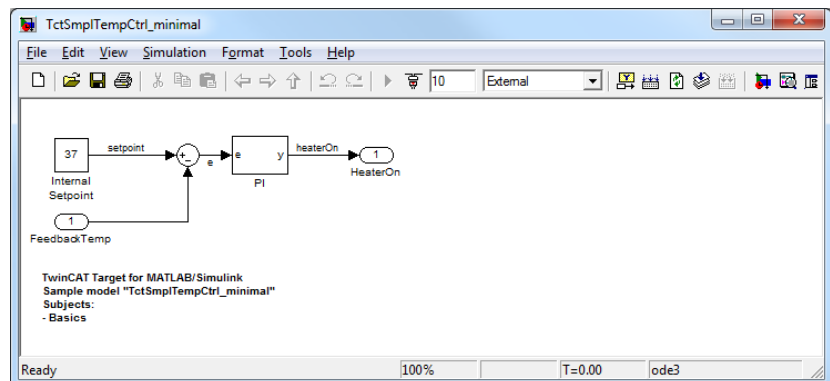 TctSmplTempCtrl_minimal
File Edit View Simulation Format Tools Help
10 External
37
setpoint
+
-
e
e y
heaterOn
1
Internal
Setpoint
PI
HeaterOn
1
FeedbackTemp
TwinCAT Target for MATLAB/Simulink
Sample model "TctSmplTempCtrl_minimal"
Subjects:
- Basics
Ready 100% T=0.00 ode3